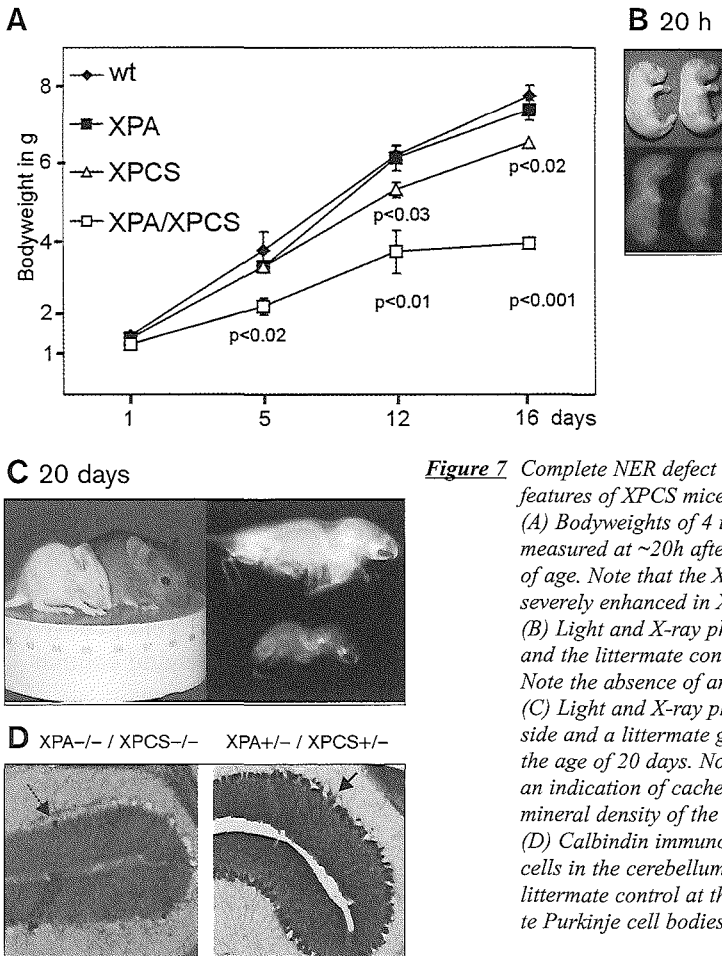 A
B 20 h
Bodyweight in g
8
6
4
2
1
wt
XPA
XPCS
XPA/XPCS
p<0.02
p<0.03
p<0.02
p<0.01
p<0.001
1 5 12 16 days
C 20 days
D XPA-/- / XPCS-/- XPA+/- / XPCS+/-
Figure 7 Complete NER defect
features of XPCS mice
(A) Bodyweights of 4 i
measured at ~20h afte
of age. Note that the X
severely enhanced in X
(B) Light and X-ray pl
and the littermate con
Note the absence of ar
(C) Light and X-ray pl
side and a littermate g
the age of 20 days. No
an indication of cache
mineral density of the
(D) Calbindin immuno
cells in the cerebellum
littermate control at th
te Purkinje cell bodies